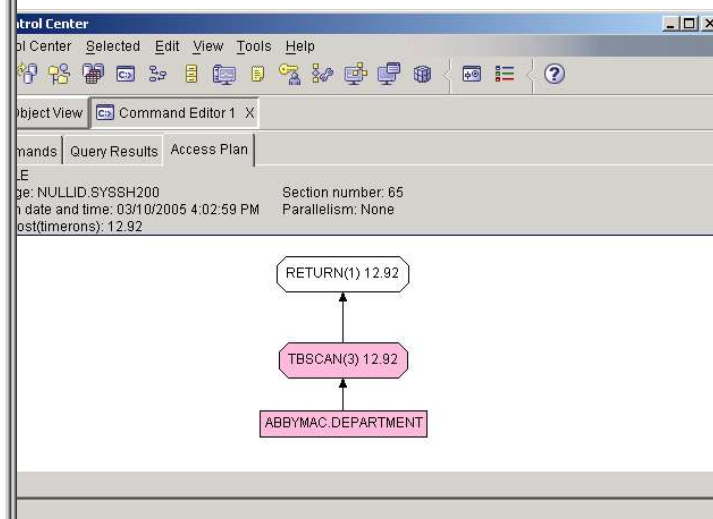 ntrol Center
ol Center Selected Edit View Tools Help
Object View Command Editor 1 X
mands Query Results Access Plan
LE
ge: NULLID.SYSSH200 Section number: 65
n date and time: 03/10/2005 4:02:59 PM Parallelism: None
ost(timerons): 12.92
RETURN(1) 12.92
TBSCAN(3) 12.92
ABBYMAC.DEPARTMENT